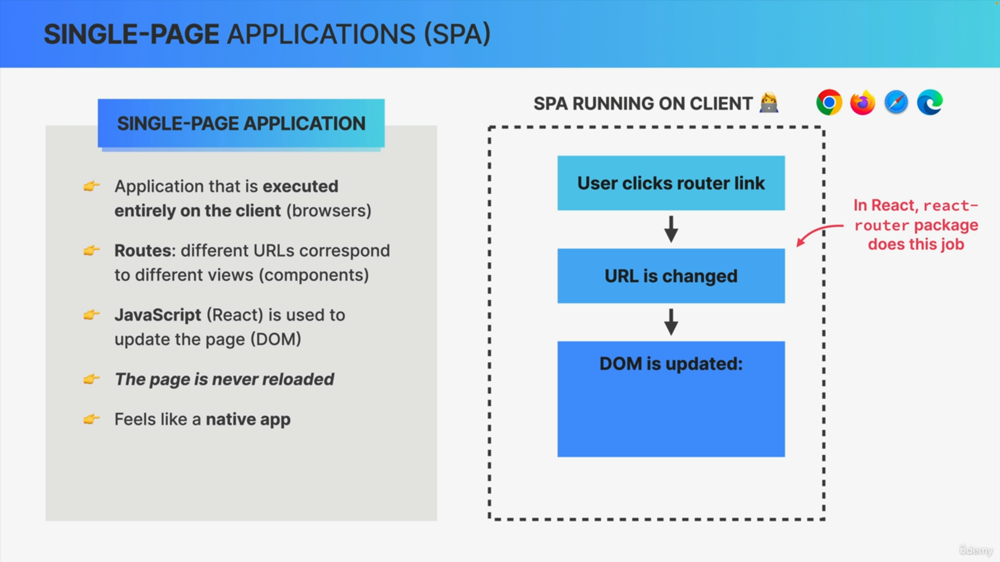 SINGLE-PAGE APPLICATIONS (SPA)
SINGLE-PAGE APPLICATION
Application that is executed
entirely on the client (browsers)
Routes: different URLs correspond
to different views (components)
JavaScript (React) is used to
update the page (DOM)
The page is never reloaded
Feels like a native app
SPA RUNNING ON CLIENT
User clicks router link
URL is changed
DOM is updated:
In React, react-
router package
does this job
ûdemy